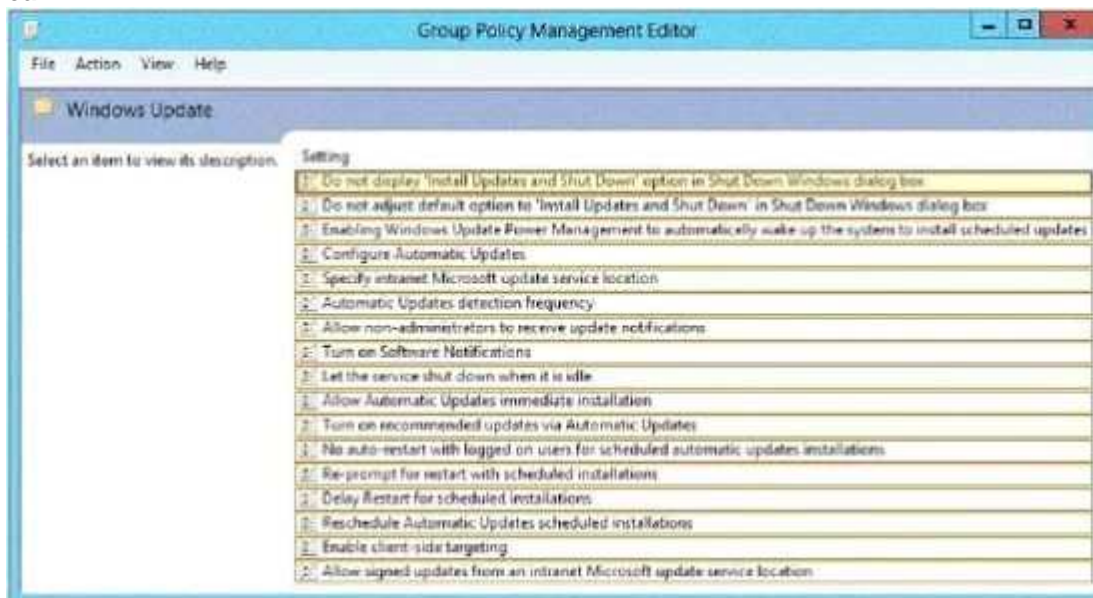 Group Policy Management Editor
File Action View Help
Windows Update
Select an item to view its description.
Setting
Do not display 'Install Updates and Shut Down' option in Shut Down Windows dialog box
Do not adjust default option to 'Install Updates and Shut Down' in Shut Down Windows dialog box
Enabling Windows Update Power Management to automatically wake up the system to install scheduled updates
Configure Automatic Updates
Specify intranet Microsoft update service location
Automatic Updates detection frequency
Allow non-administrators to receive update notifications
Turn on Software Notifications
Let the service shut down when it is idle
Allow Automatic Updates immediate installation
Turn on recommended updates via Automatic Updates
No auto-restart with logged on users for scheduled automatic updates installations
Re-prompt for restart with scheduled installations
Delay Restart for scheduled installations
Reschedule Automatic Updates scheduled installations
Enable client-side targeting
Allow signed updates from an intranet Microsoft update service location